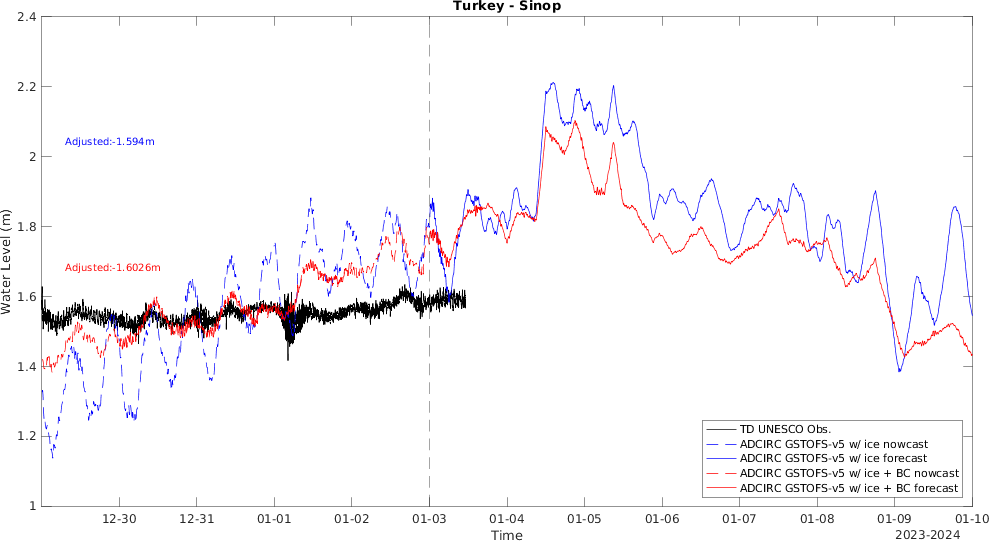 Turkey - Sinop
2.4
2.2
2
1.8
1.6
1.4
1.2
1
Water Level (m)
Adjusted:-1.594m
Adjusted:-1.6026m
TD UNESCO Obs.
ADCIRC GSTOFS-v5 w/ ice nowcast
ADCIRC GSTOFS-v5 w/ ice forecast
ADCIRC GSTOFS-v5 w/ ice + BC nowcast
ADCIRC GSTOFS-v5 w/ ice + BC forecast
12-30 12-31 01-01 01-02 01-03 01-04 01-05 01-06 01-07 01-08 01-09 01-10
Time
2023-2024